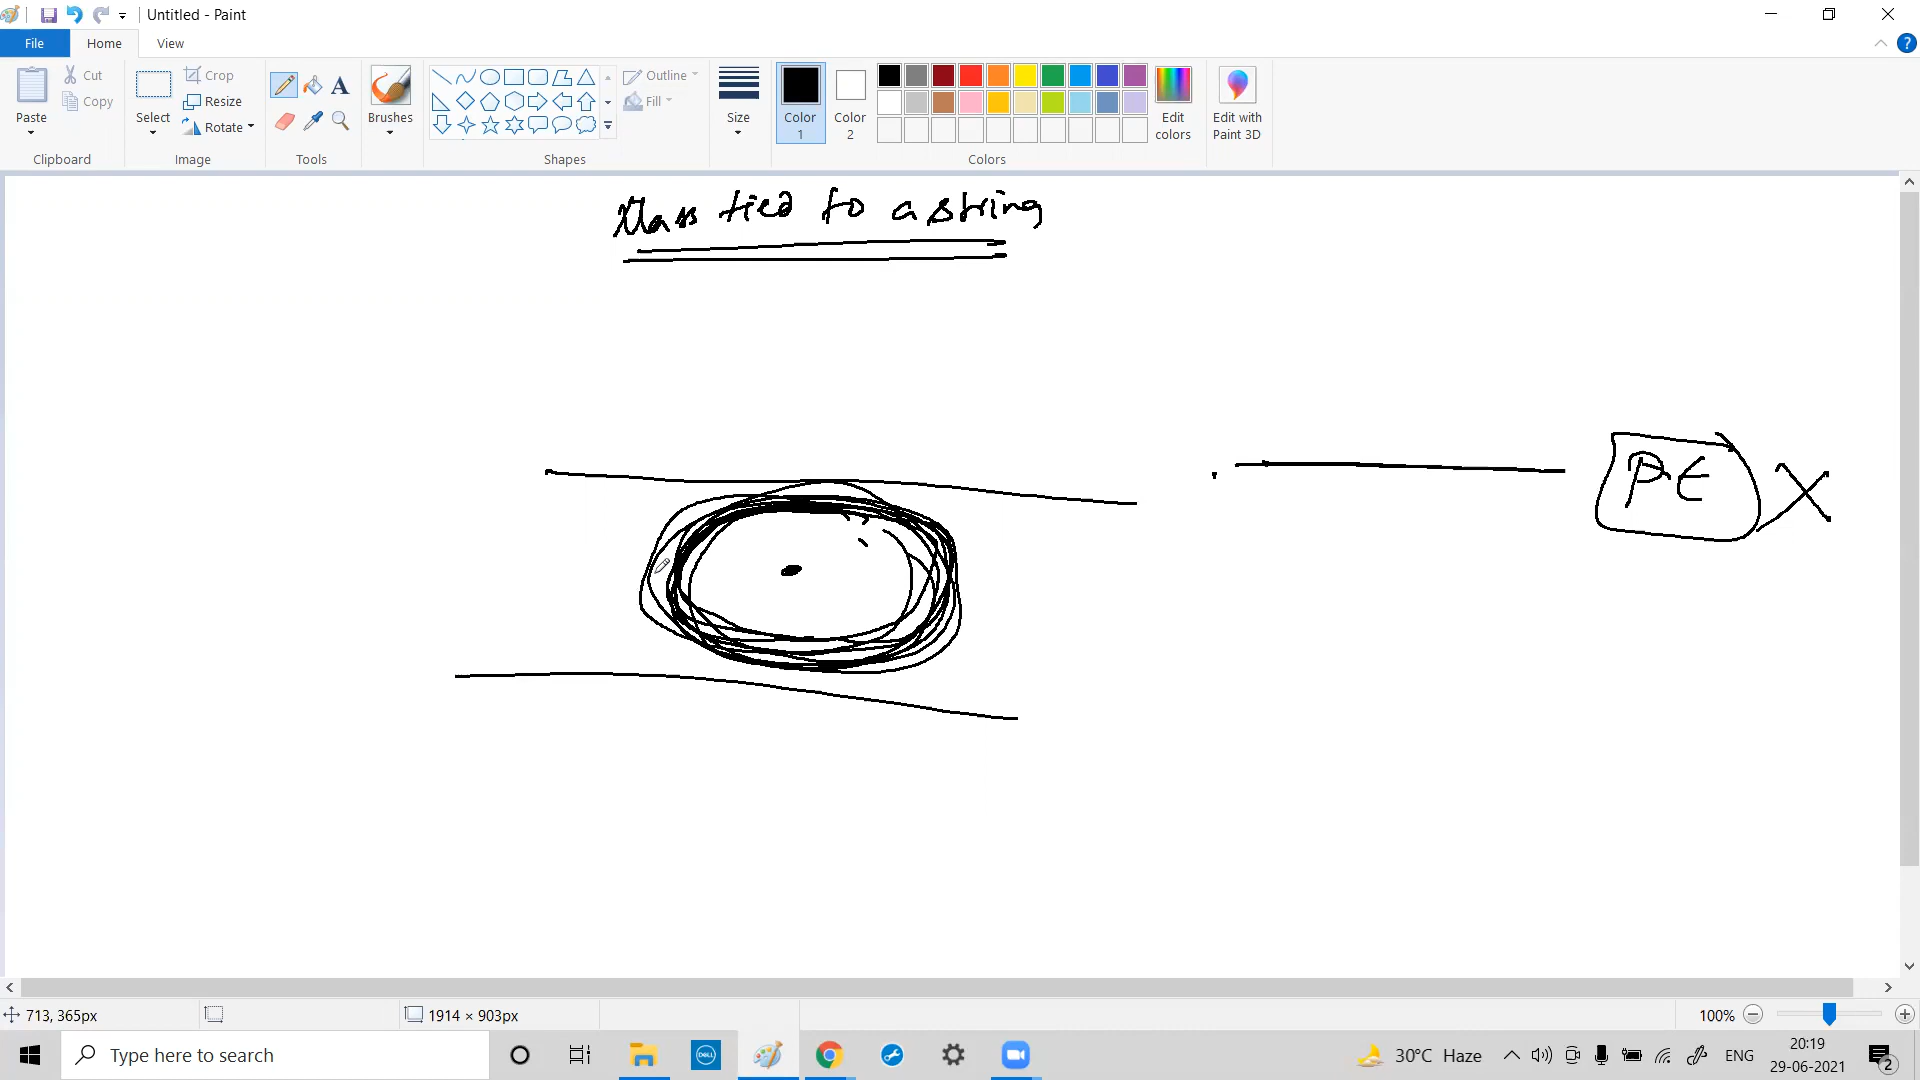 Untitled - Paint
File Home View
Paste
Cut
Copy
Clipboard
Select
Crop
Resize
Rotate
Image
A
Tools
Brushes
Shapes
Outline
Fill
Size
Color 1
Color 2
Colors
Edit colors
Edit with Paint 3D
?
Mass tied to a string
PE X
713, 365px
1914 × 903px
100%
Type here to search
DELL
30°C Haze
ENG
20:19
29-06-2021
2